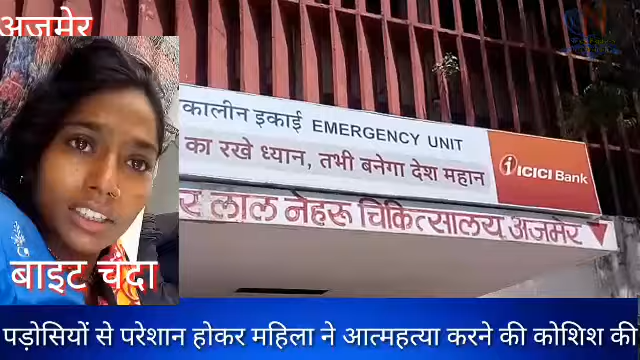 अजमेर
कालीन इकाई EMERGENCY UNIT
का रखे ध्यान, तभी बनेगा देश महान
ICICI Bank
र लाल नेहरू चिकित्सालय अजमेर
बाइट चंदा
पड़ोसियों से परेशान होकर महिला ने आत्महत्या करने की कोशिश की